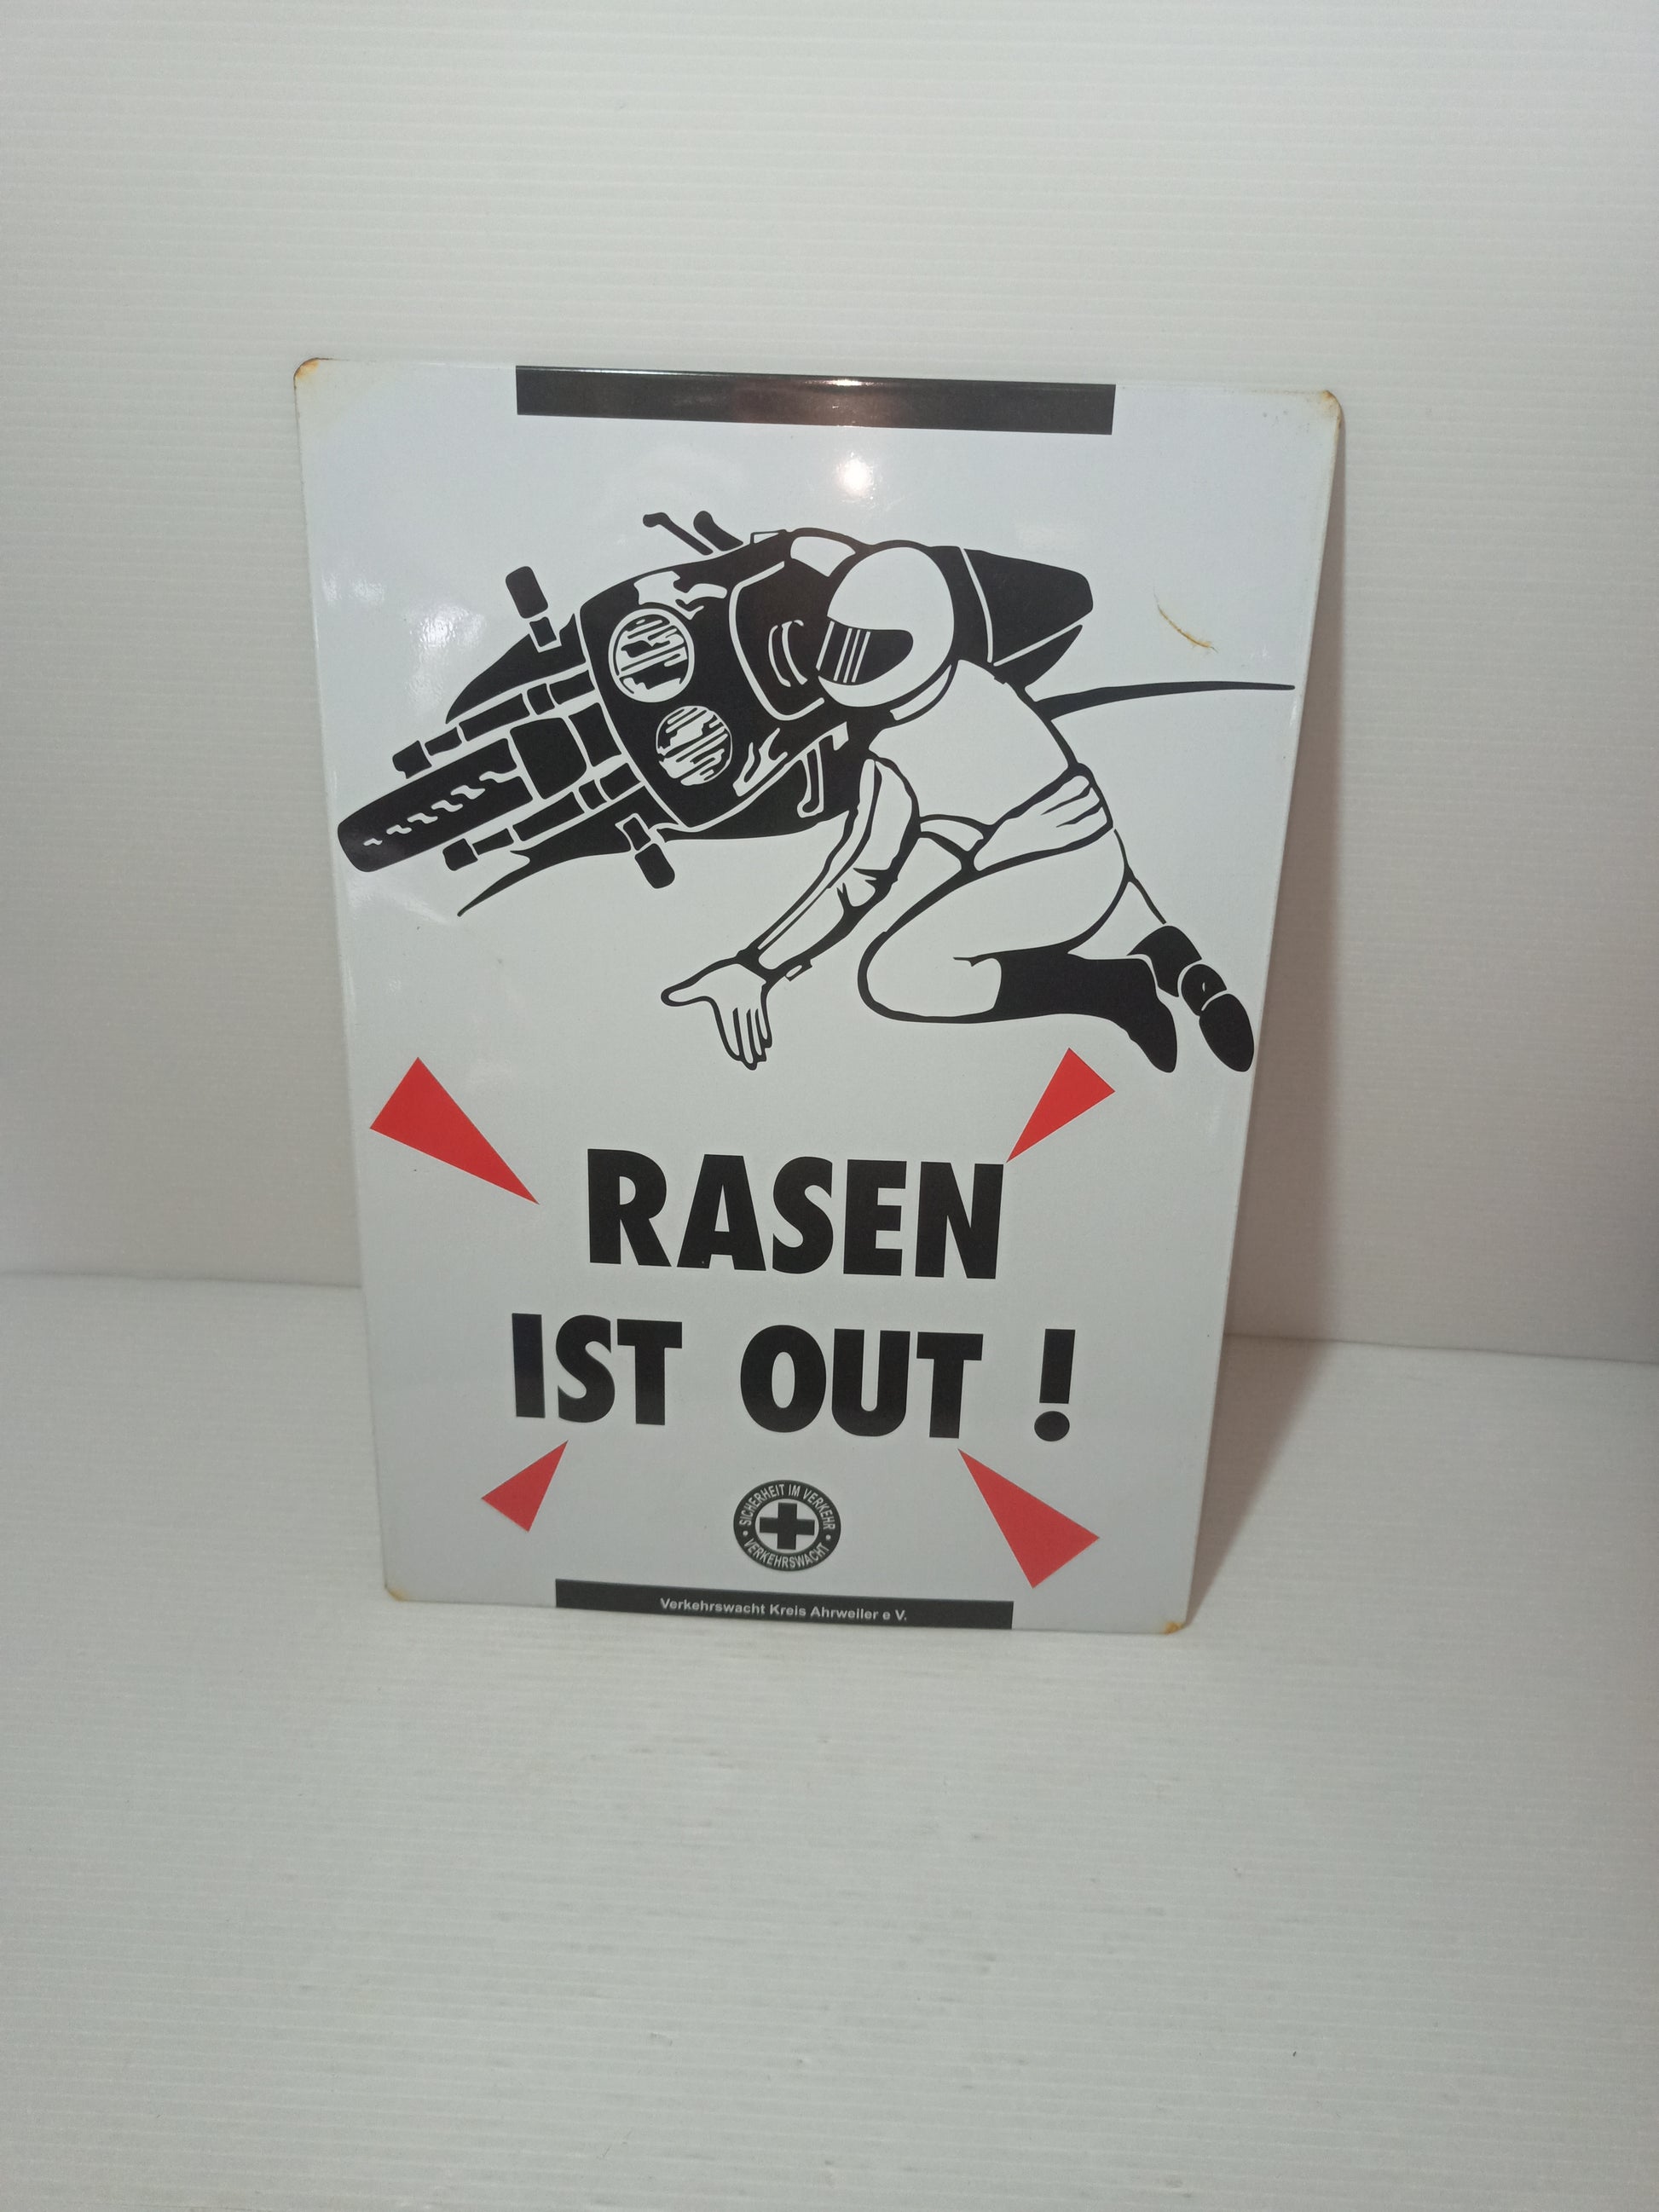 RASEN
IST OUT !
SICHERHEIT IM VERKEHR
VERKEHRSWACHT
Verkehrswacht Kreis Ahrweiler e V.